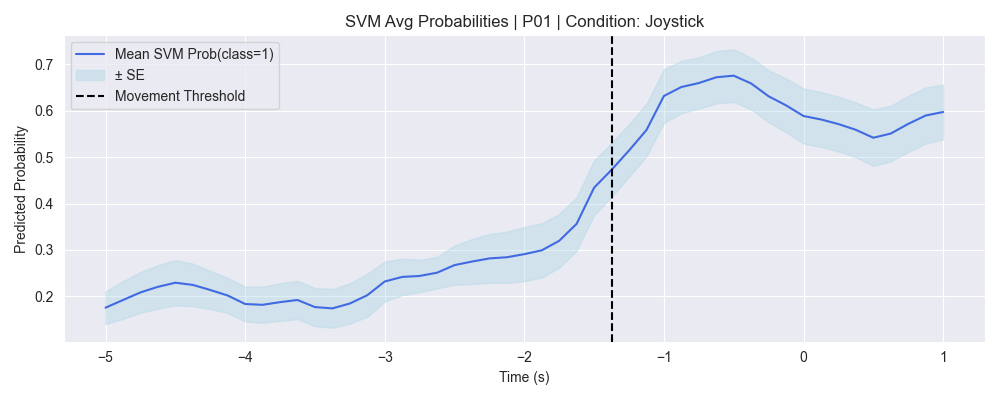 SVM Avg Probabilities | P01 | Condition: Joystick
Mean SVM Prob(class=1)
± SE
Movement Threshold
Predicted Probability
0.7
0.6
0.5
0.4
0.3
0.2
−5
−4
−3
−2
−1
0
1
Time (s)